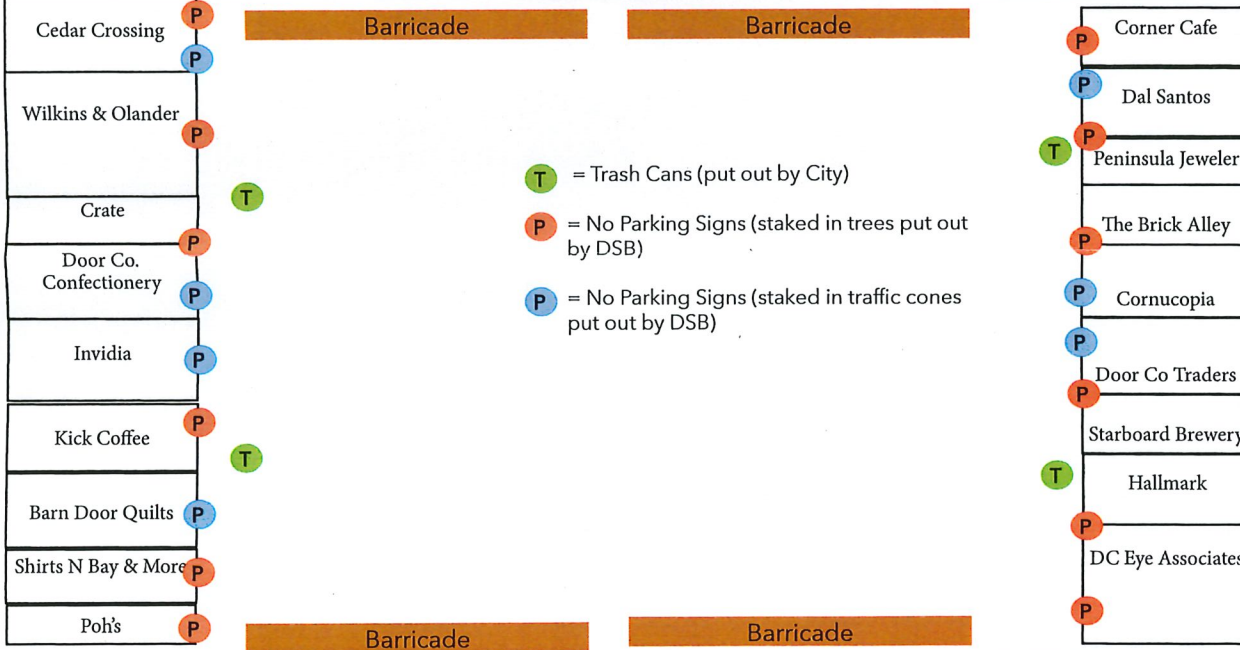 Cedar Crossing
P
P
Wilkins & Olander
P
T
Crate
P
Door Co.
Confectionery
P
Invidia
P
Kick Coffee
P
T
Barn Door Quilts
P
Shirts N Bay & More
P
Poh's
P
Barricade
Barricade
T = Trash Cans (put out by City)
P = No Parking Signs (staked in trees put out
by DSB)
P = No Parking Signs (staked in traffic cones
put out by DSB)
Barricade
Barricade
Corner Cafe
P
P
Dal Santos
P
T
Peninsula Jeweler
The Brick Alley
P
P
Cornucopia
P
Door Co Traders
P
Starboard Brewery
T
Hallmark
P
DC Eye Associates
P